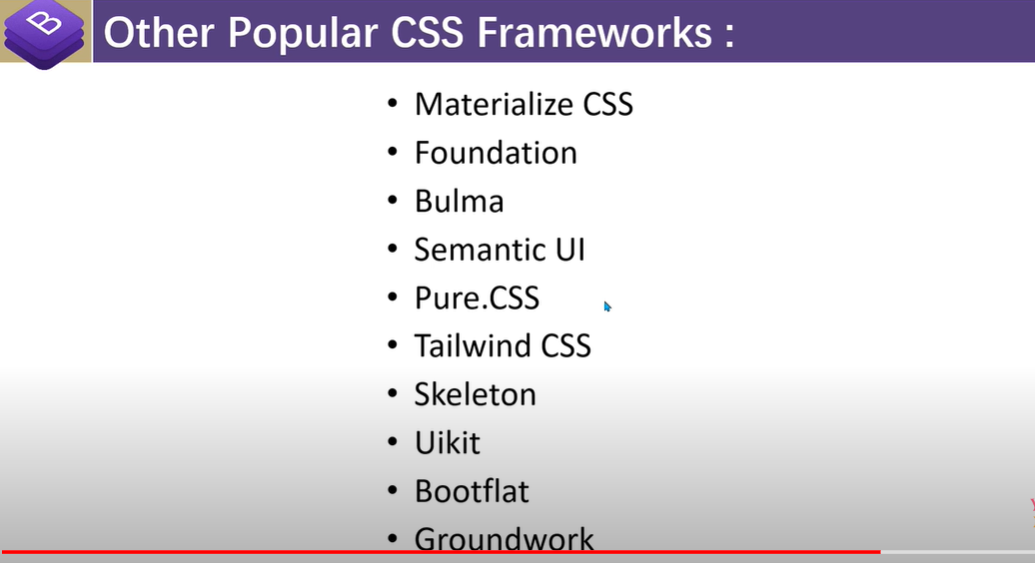 B
Other Popular CSS Frameworks :
• Materialize CSS
• Foundation
• Bulma
• Semantic UI
• Pure.CSS
• Tailwind CSS
• Skeleton
• Uikit
• Bootflat
• Groundwork